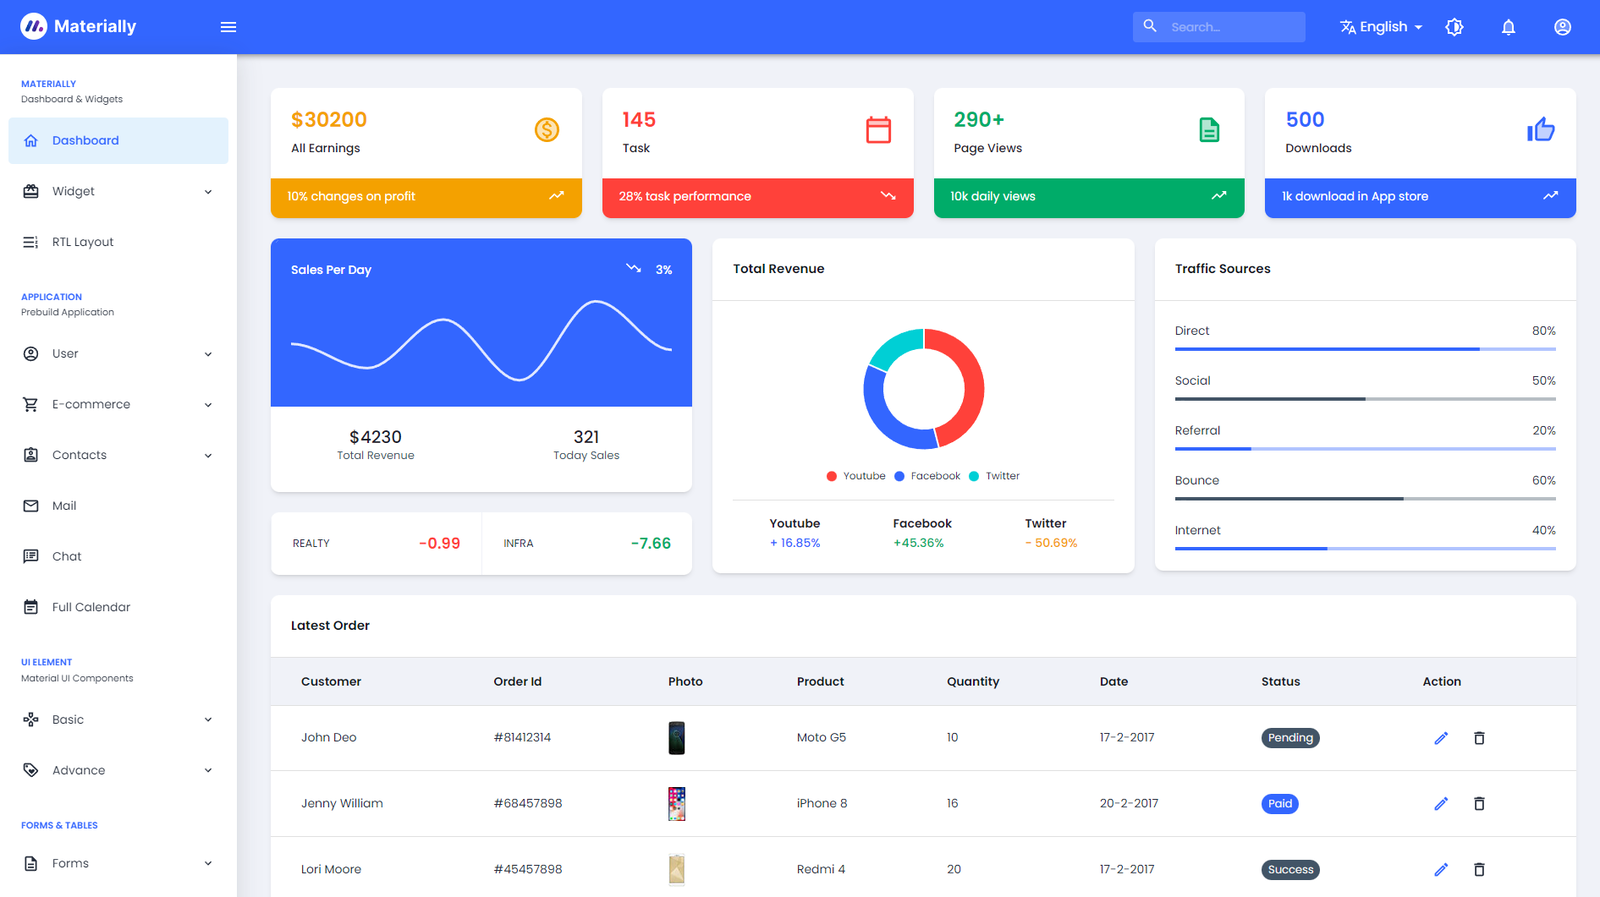 Materially
Search...
English
MATERIALLY
Dashboard & Widgets
Dashboard
Widget
RTL Layout
APPLICATION
Prebuild Application
User
E-commerce
Contacts
Mail
Chat
Full Calendar
UI ELEMENT
Material UI Components
Basic
Advance
FORMS & TABLES
Forms
$30200
All Earnings
10% changes on profit
145
Task
28% task performance
290+
Page Views
10k daily views
500
Downloads
1k download in App store
Sales Per Day 3%
$4230
Total Revenue
321
Today Sales
REALTY -0.99
INFRA -7.66
Total Revenue
Youtube Facebook Twitter
Youtube Facebook Twitter
+ 16.85% +45.36% - 50.69%
Traffic Sources
Direct 80%
Social 50%
Referral 20%
Bounce 60%
Internet 40%
Latest Order
Customer Order Id Photo Product Quantity Date Status Action
John Deo #81412314 Moto G5 10 17-2-2017 Pending
Jenny William #68457898 iPhone 8 16 20-2-2017 Paid
Lori Moore #45457898 Redmi 4 20 17-2-2017 Success